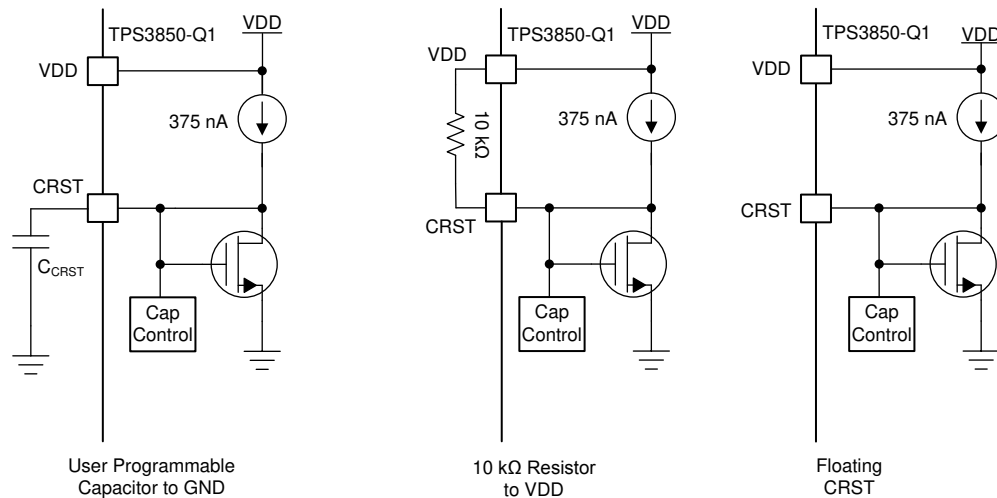 TPS3850-Q1
VDD
VDD
375 nA
CRST
CCRST
Cap
Control
User Programmable
Capacitor to GND
TPS3850-Q1
VDD
VDD
10 kΩ
375 nA
CRST
Cap
Control
10 kΩ Resistor
to VDD
TPS3850-Q1
VDD
VDD
375 nA
CRST
Cap
Control
Floating
CRST